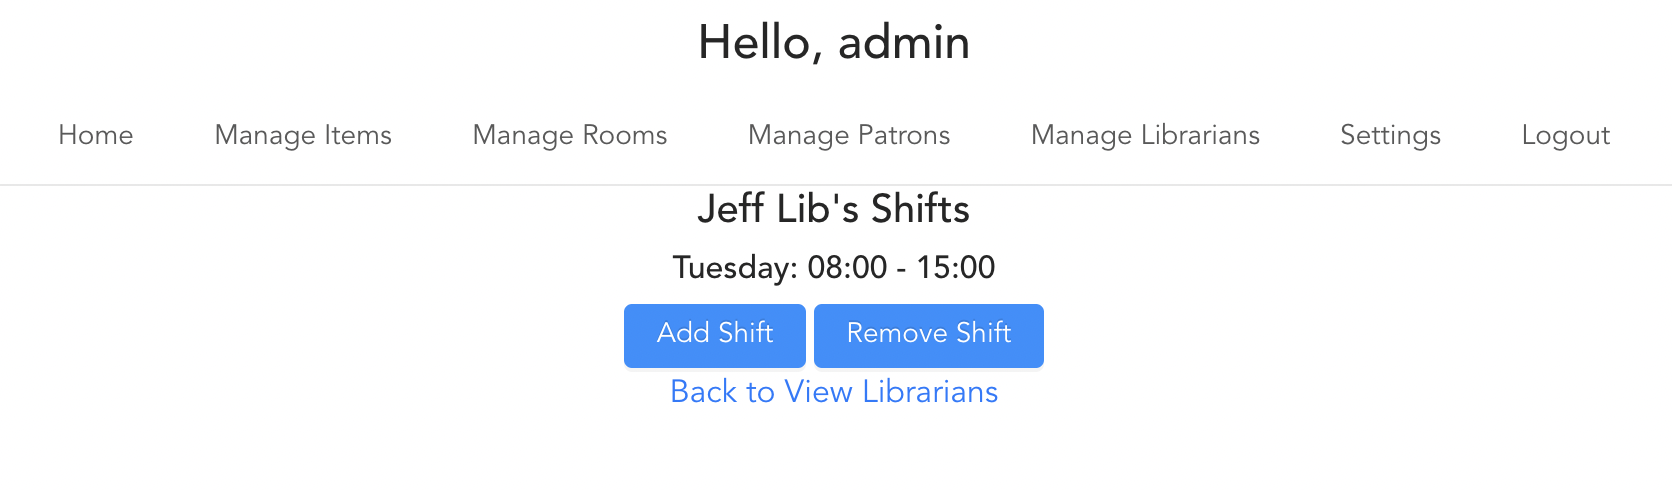 Hello, admin
Home Manage Items Manage Rooms Manage Patrons Manage Librarians Settings Logout
Jeff Lib's Shifts
Tuesday: 08:00 - 15:00
Add Shift Remove Shift
Back to View Librarians